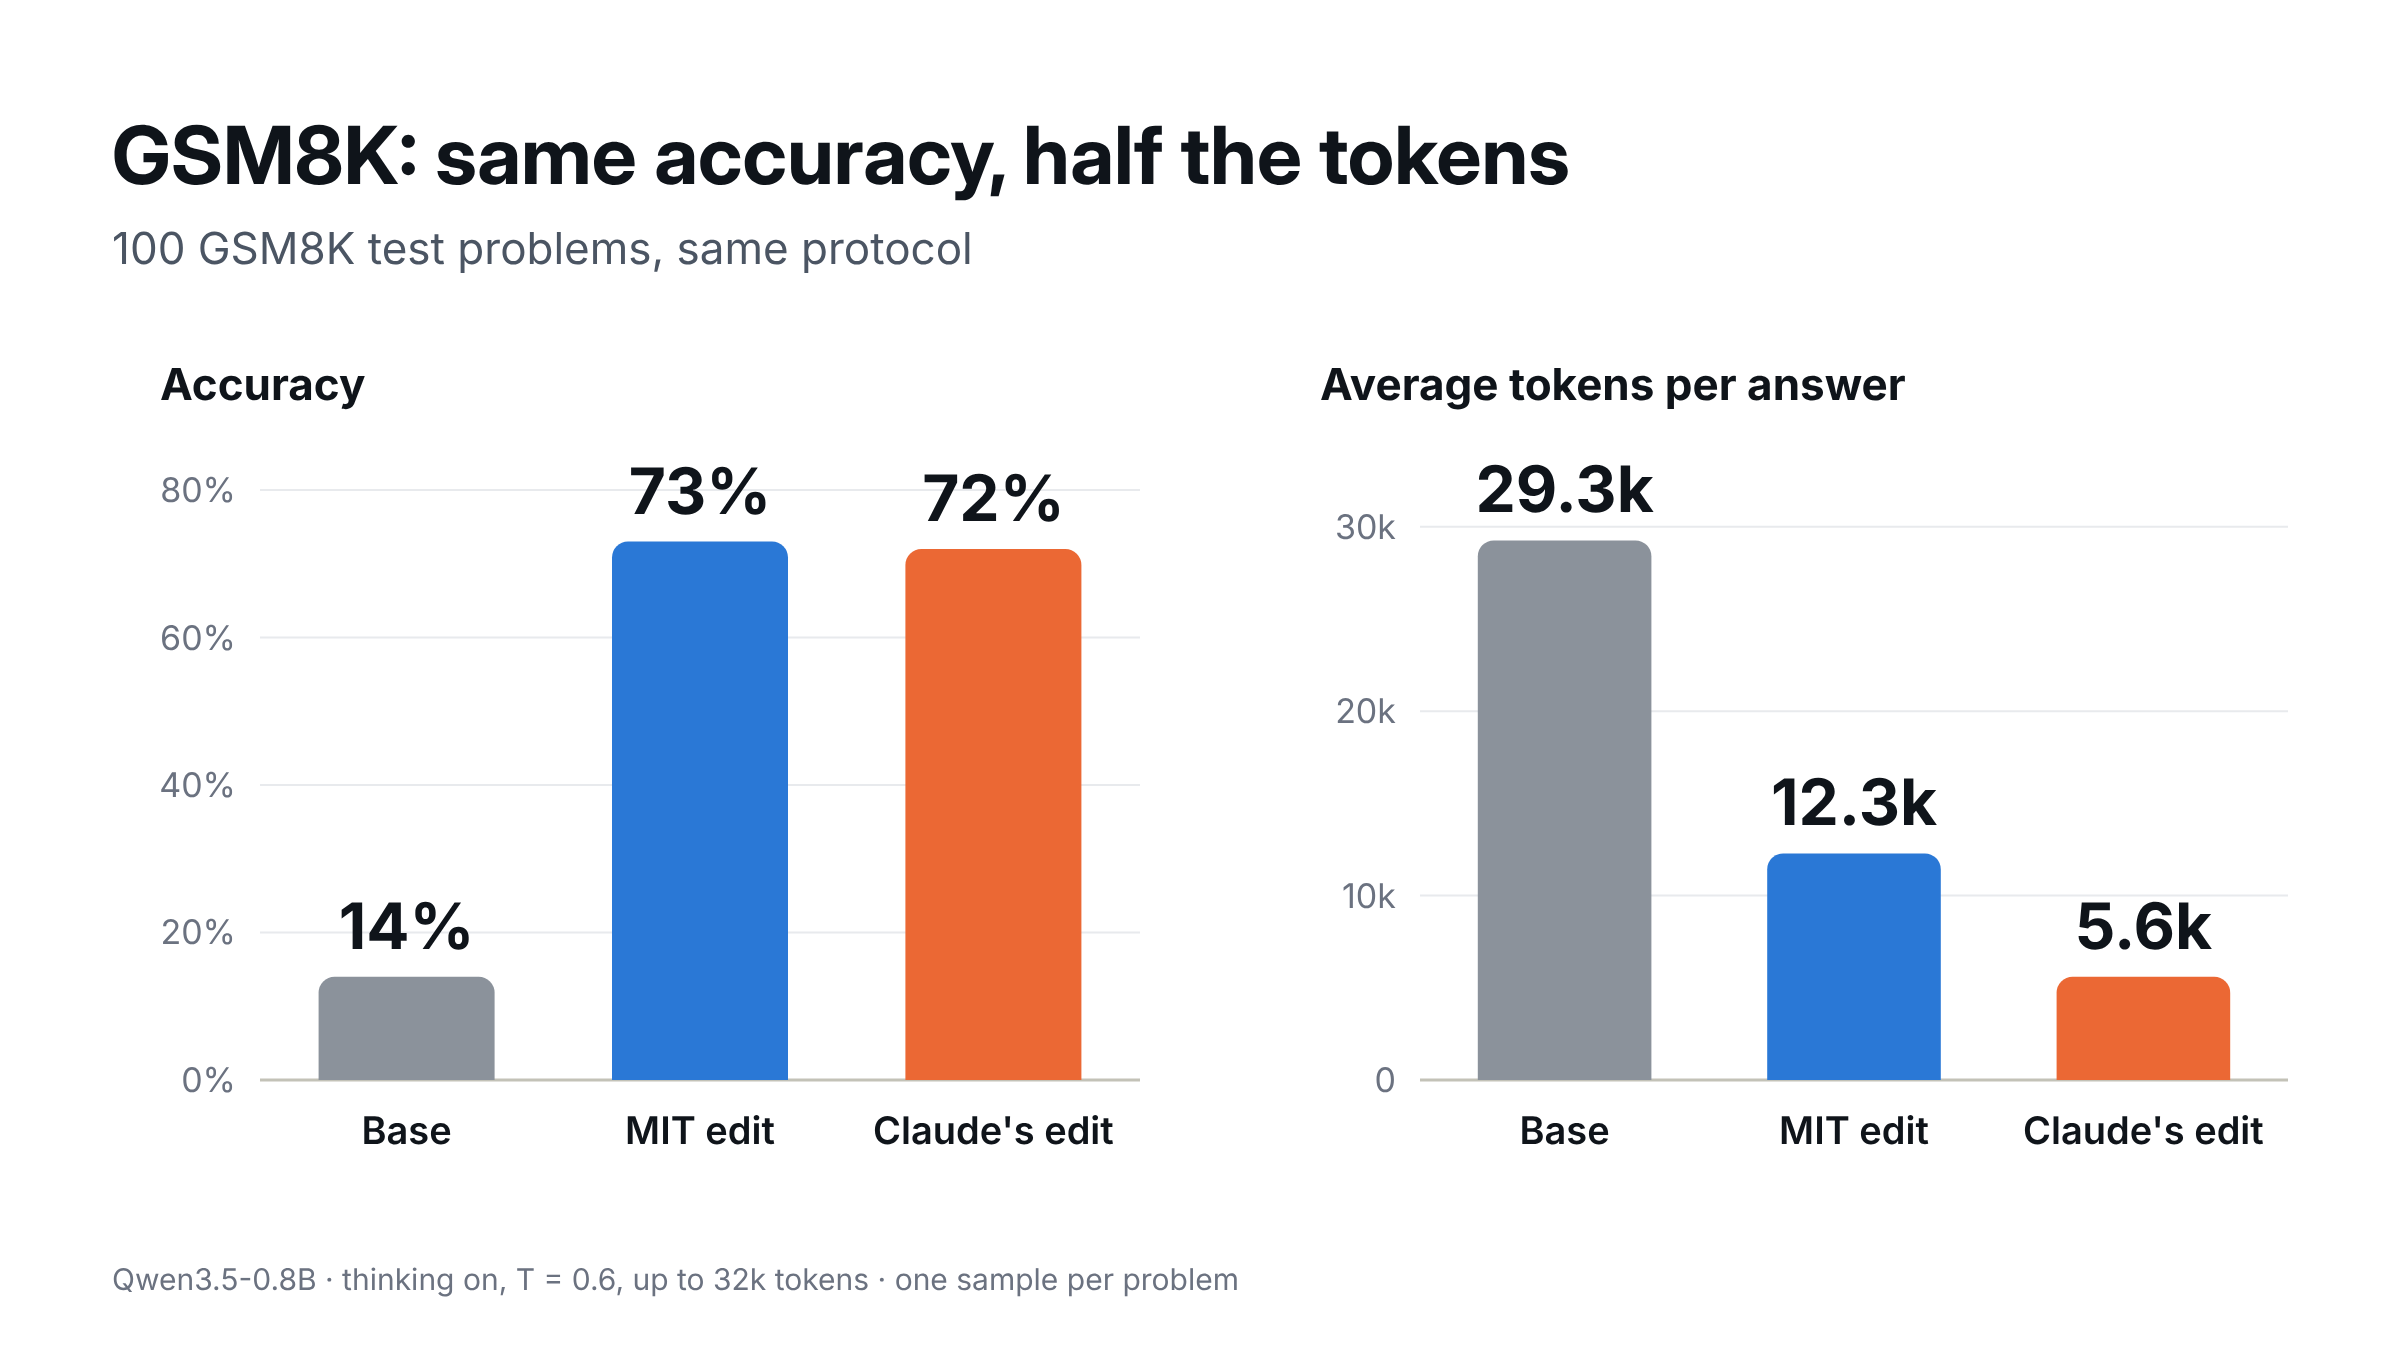 GSM8K: same accuracy, half the tokens
100 GSM8K test problems, same protocol
Accuracy
80%
60%
40%
20%
0%
14%
73%
72%
Base
MIT edit
Claude's edit
Average tokens per answer
30k
20k
10k
0
29.3k
12.3k
5.6k
Base
MIT edit
Claude's edit
Qwen3.5-0.8B · thinking on, T = 0.6, up to 32k tokens · one sample per problem